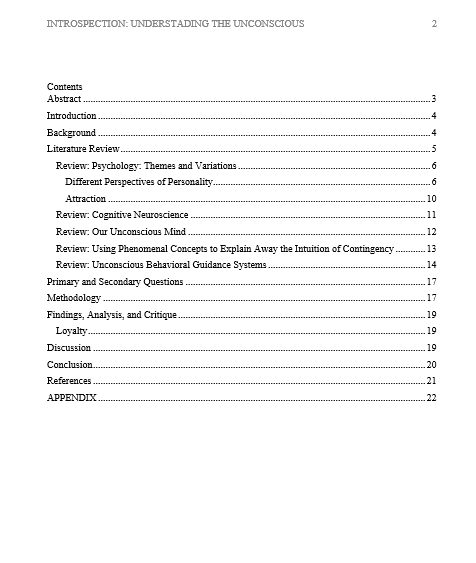 INTROSPECTION: UNDERSTADING THE UNCONSCIOUS 2
Contents
Abstract 3
Introduction 4
Background 4
Literature Review 5
Review: Psychology: Themes and Variations 6
Different Perspectives of Personality 6
Attraction 10
Review: Cognitive Neuroscience 11
Review: Our Unconscious Mind 12
Review: Using Phenomenal Concepts to Explain Away the Intuition of Contingency 13
Review: Unconscious Behavioral Guidance Systems 14
Primary and Secondary Questions 17
Methodology 17
Findings, Analysis, and Critique 19
Loyalty 19
Discussion 19
Conclusion 20
References 21
APPENDIX 22